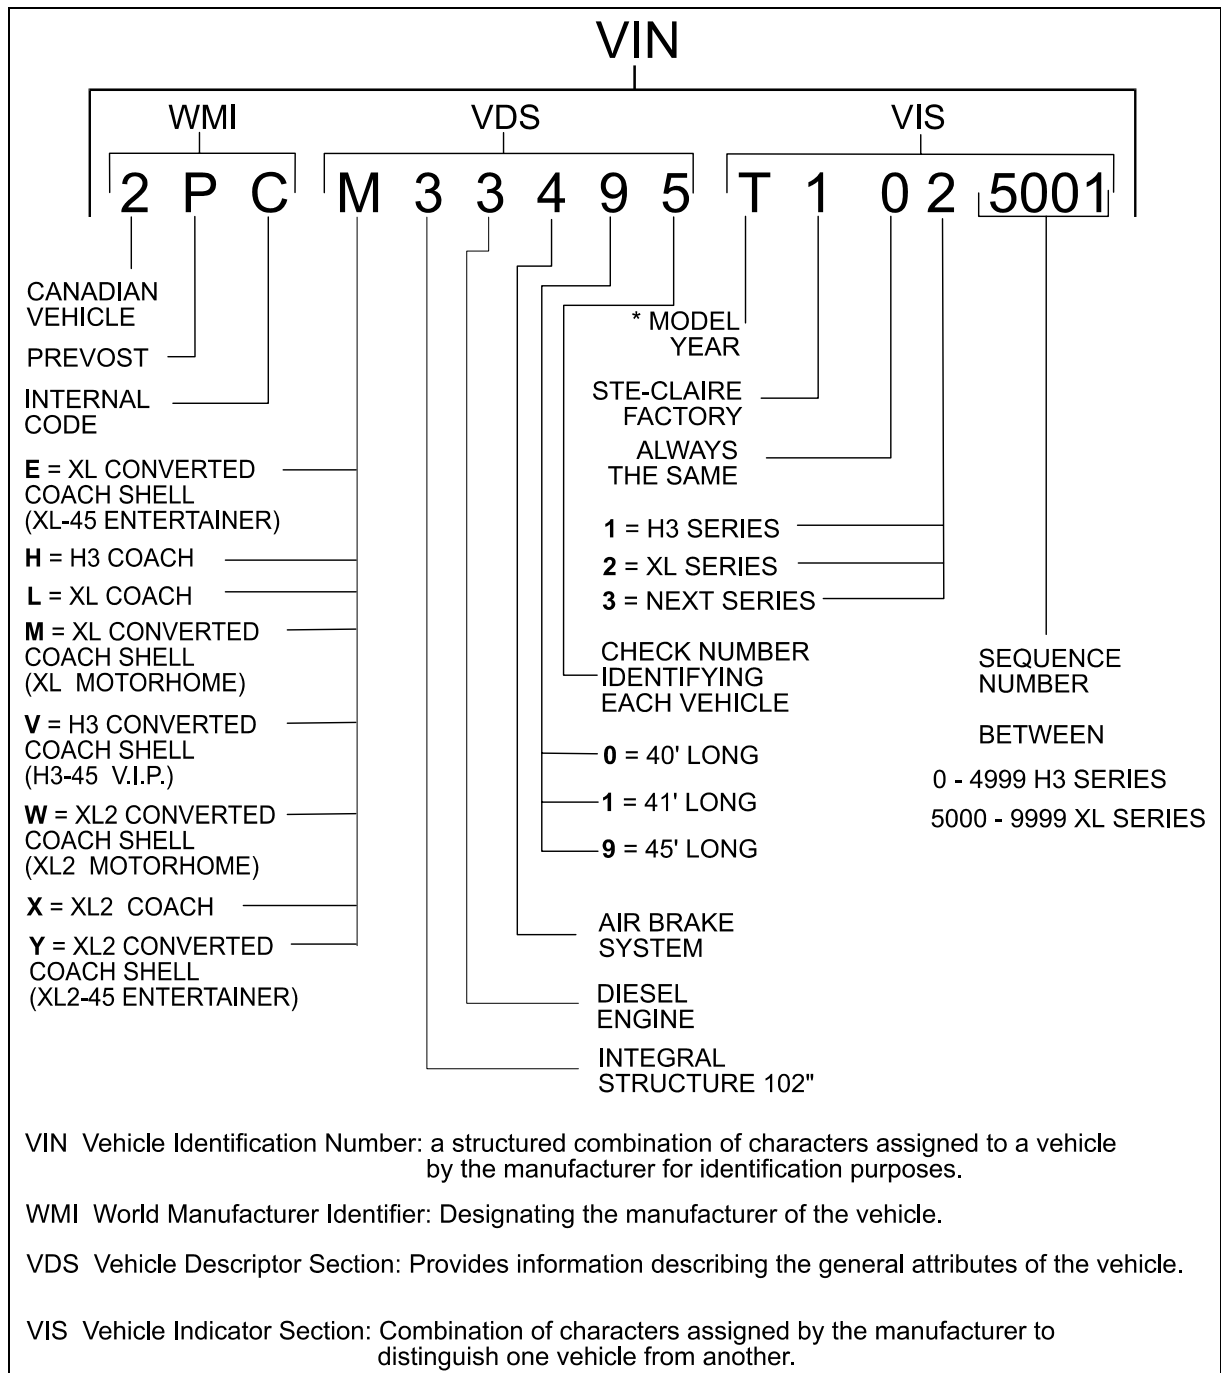 VIN
WMI VDS VIS
2 P C M 3 3 4 9 5 T 1 0 2 5001
CANADIAN
VEHICLE
PREVOST
INTERNAL
CODE
E = XL CONVERTED
COACH SHELL
(XL-45 ENTERTAINER)
H = H3 COACH
L = XL COACH
M = XL CONVERTED
COACH SHELL
(XL MOTORHOME)
V = H3 CONVERTED
COACH SHELL
(H3-45 V.I.P.)
W = XL2 CONVERTED
COACH SHELL
(XL2 MOTORHOME)
X = XL2 COACH
Y = XL2 CONVERTED
COACH SHELL
(XL2-45 ENTERTAINER)
* MODEL
YEAR
STE-CLAIRE
FACTORY
ALWAYS
THE SAME
1 = H3 SERIES
2 = XL SERIES
3 = NEXT SERIES
CHECK NUMBER
IDENTIFYING
EACH VEHICLE
0 = 40' LONG
1 = 41' LONG
9 = 45' LONG
AIR BRAKE
SYSTEM
DIESEL
ENGINE
INTEGRAL
STRUCTURE 102"
SEQUENCE
NUMBER
BETWEEN
0 - 4999 H3 SERIES
5000 - 9999 XL SERIES
VIN Vehicle Identification Number: a structured combination of characters assigned to a vehicle
by the manufacturer for identification purposes.
WMI World Manufacturer Identifier: Designating the manufacturer of the vehicle.
VDS Vehicle Descriptor Section: Provides information describing the general attributes of the vehicle.
VIS Vehicle Indicator Section: Combination of characters assigned by the manufacturer to
distinguish one vehicle from another.